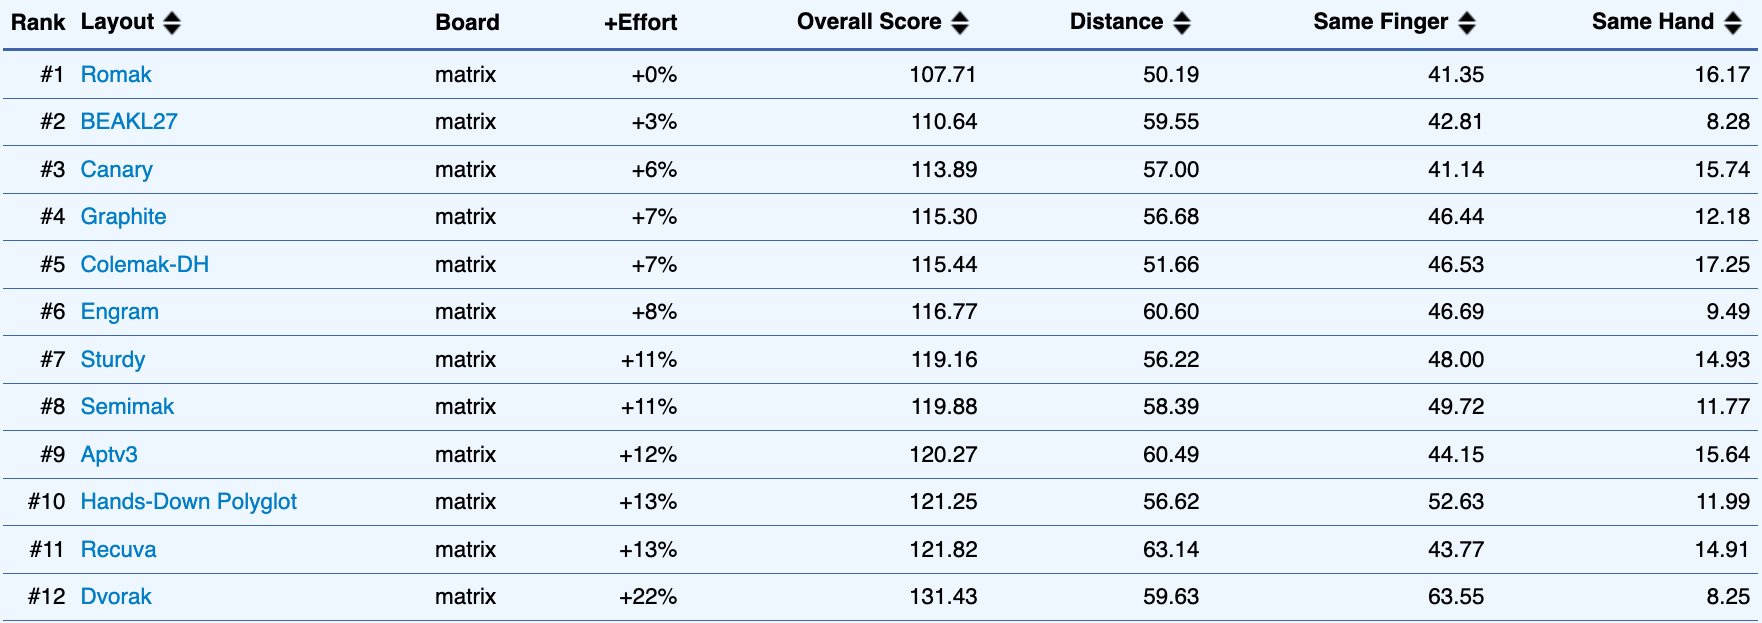 Rank Layout Board +Effort Overall Score Distance Same Finger Same Hand
#1 Romak matrix +0% 107.71 50.19 41.35 16.17
#2 BEAKL27 matrix +3% 110.64 59.55 42.81 8.28
#3 Canary matrix +6% 113.89 57.00 41.14 15.74
#4 Graphite matrix +7% 115.30 56.68 46.44 12.18
#5 Colemak-DH matrix +7% 115.44 51.66 46.53 17.25
#6 Engram matrix +8% 116.77 60.60 46.69 9.49
#7 Sturdy matrix +11% 119.16 56.22 48.00 14.93
#8 Semimak matrix +11% 119.88 58.39 49.72 11.77
#9 Aptv3 matrix +12% 120.27 60.49 44.15 15.64
#10 Hands-Down Polyglot matrix +13% 121.25 56.62 52.63 11.99
#11 Recuva matrix +13% 121.82 63.14 43.77 14.91
#12 Dvorak matrix +22% 131.43 59.63 63.55 8.25